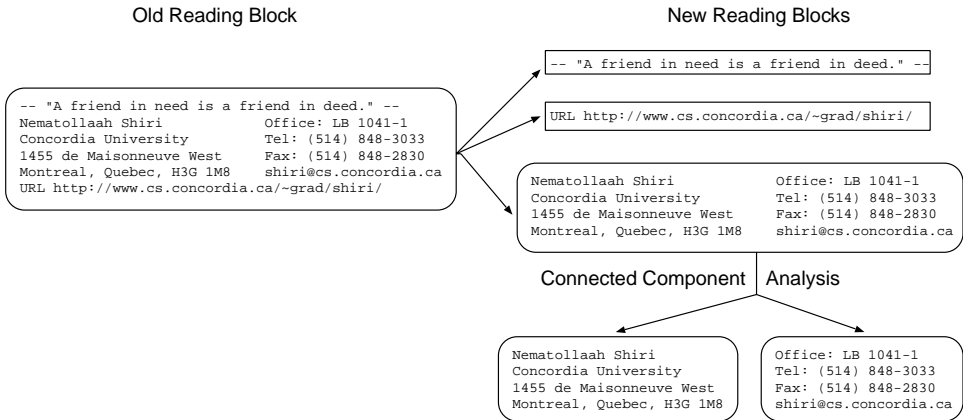 Old Reading Block
-- "A friend in need is a friend in deed." --
Nematollaah Shiri Office: LB 1041-1
Concordia University Tel: (514) 848-3033
1455 de Maisonneuve West Fax: (514) 848-2830
Montreal, Quebec, H3G 1M8 shiri@cs.concordia.ca
URL http://www.cs.concordia.ca/~grad/shiri/
New Reading Blocks
-- "A friend in need is a friend in deed." --
URL http://www.cs.concordia.ca/~grad/shiri/
Nematollaah Shiri Office: LB 1041-1
Concordia University Tel: (514) 848-3033
1455 de Maisonneuve West Fax: (514) 848-2830
Montreal, Quebec, H3G 1M8 shiri@cs.concordia.ca
Connected Component Analysis
Nematollaah Shiri
Concordia University
1455 de Maisonneuve West
Montreal, Quebec, H3G 1M8
Office: LB 1041-1
Tel: (514) 848-3033
Fax: (514) 848-2830
shiri@cs.concordia.ca